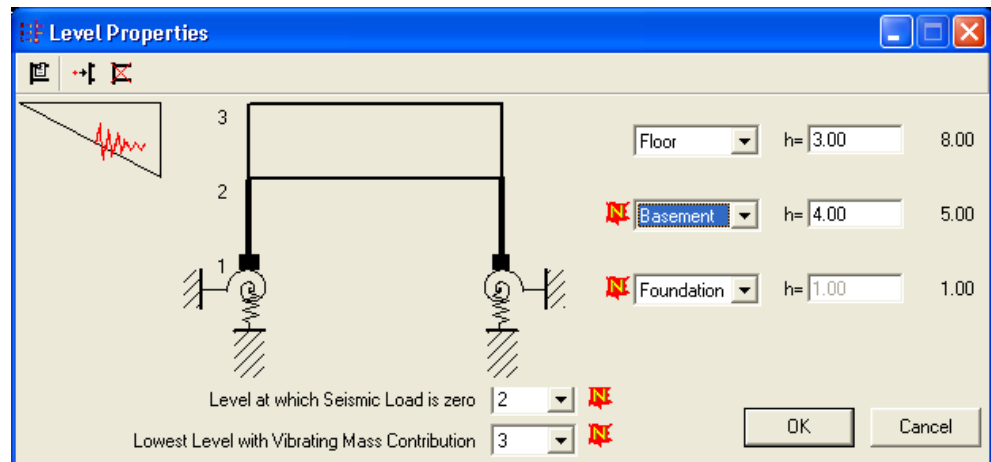 Level Properties
3 Floor h= 3.00 8.00
2 Basement h= 4.00 5.00
1 Foundation h= 1.00 1.00
Level at which Seismic Load is zero 2
Lowest Level with Vibrating Mass Contribution 3
OK Cancel